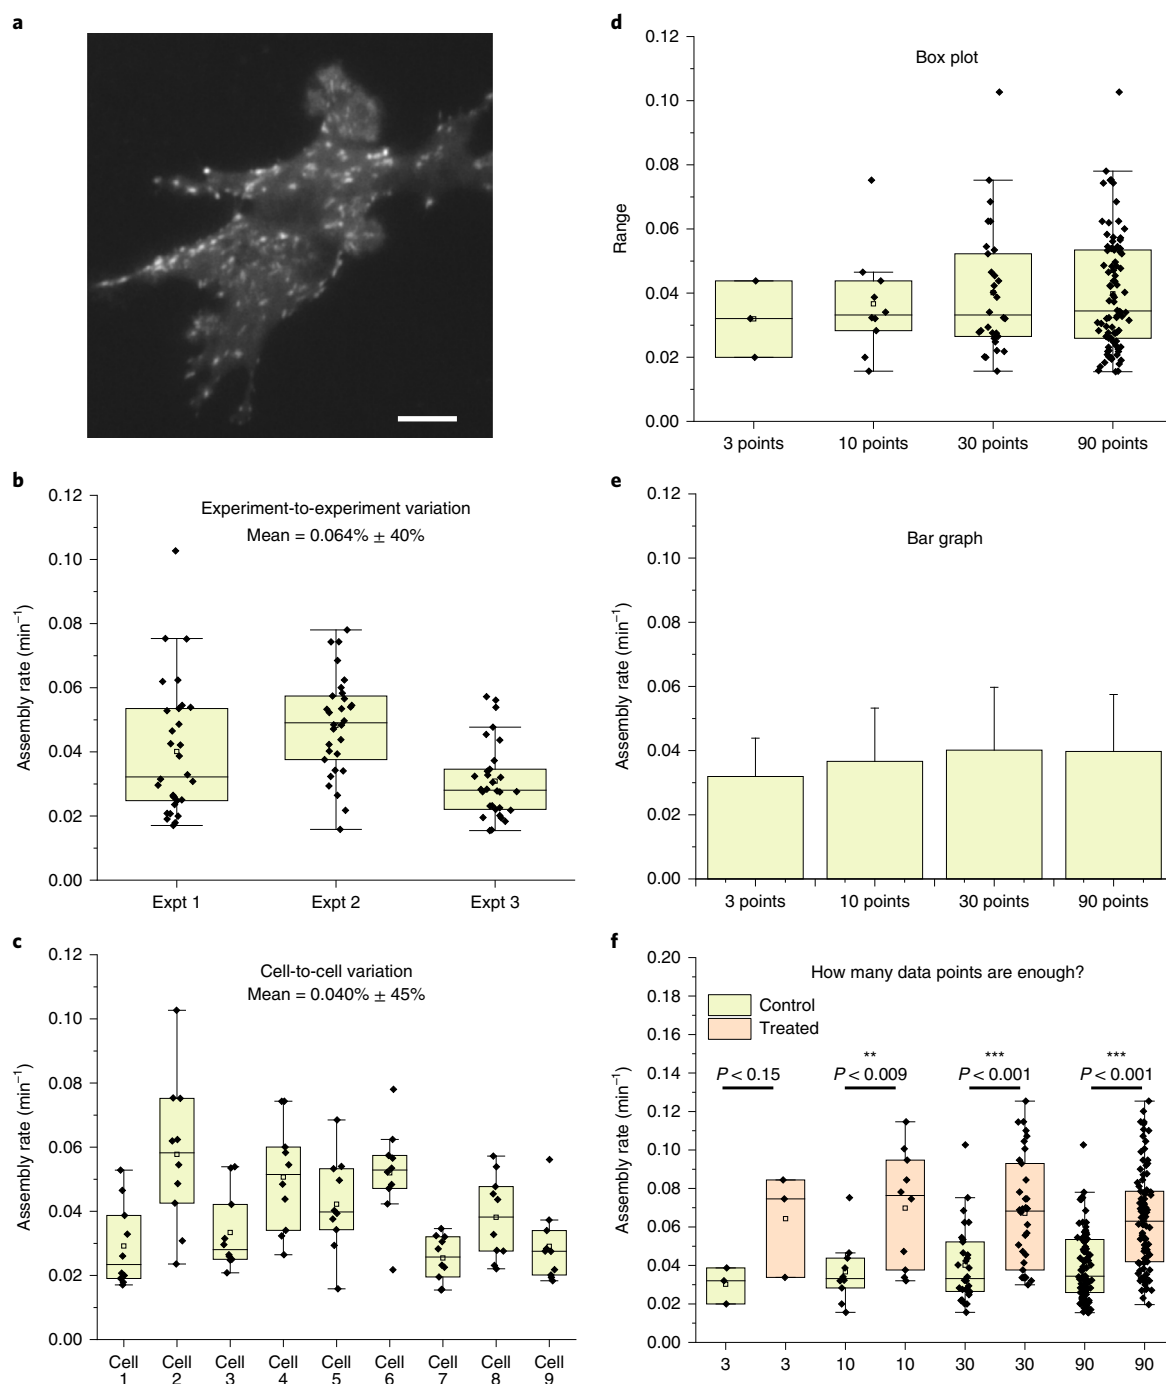 a
b
Experiment-to-experiment variation
Mean = 0.064% ± 40%
Assembly rate (min⁻¹)
0.12
0.10
0.08
0.06
0.04
0.02
0.00
Expt 1 Expt 2 Expt 3
c
Cell-to-cell variation
Mean = 0.040% ± 45%
Assembly rate (min⁻¹)
0.12
0.10
0.08
0.06
0.04
0.02
0.00
Cell Cell Cell Cell Cell Cell Cell Cell Cell
1 2 3 4 5 6 7 8 9
d
Box plot
Range
0.12
0.10
0.08
0.06
0.04
0.02
0.00
3 points 10 points 30 points 90 points
e
Bar graph
Assembly rate (min⁻¹)
0.12
0.10
0.08
0.06
0.04
0.02
0.00
3 points 10 points 30 points 90 points
f
How many data points are enough?
Control
Treated
Assembly rate (min⁻¹)
0.20
0.18
0.16
0.14
0.12
0.10
0.08
0.06
0.04
0.02
0.00
** *** ***
P < 0.15 P < 0.009 P < 0.001 P < 0.001
3 3 10 10 30 30 90 90